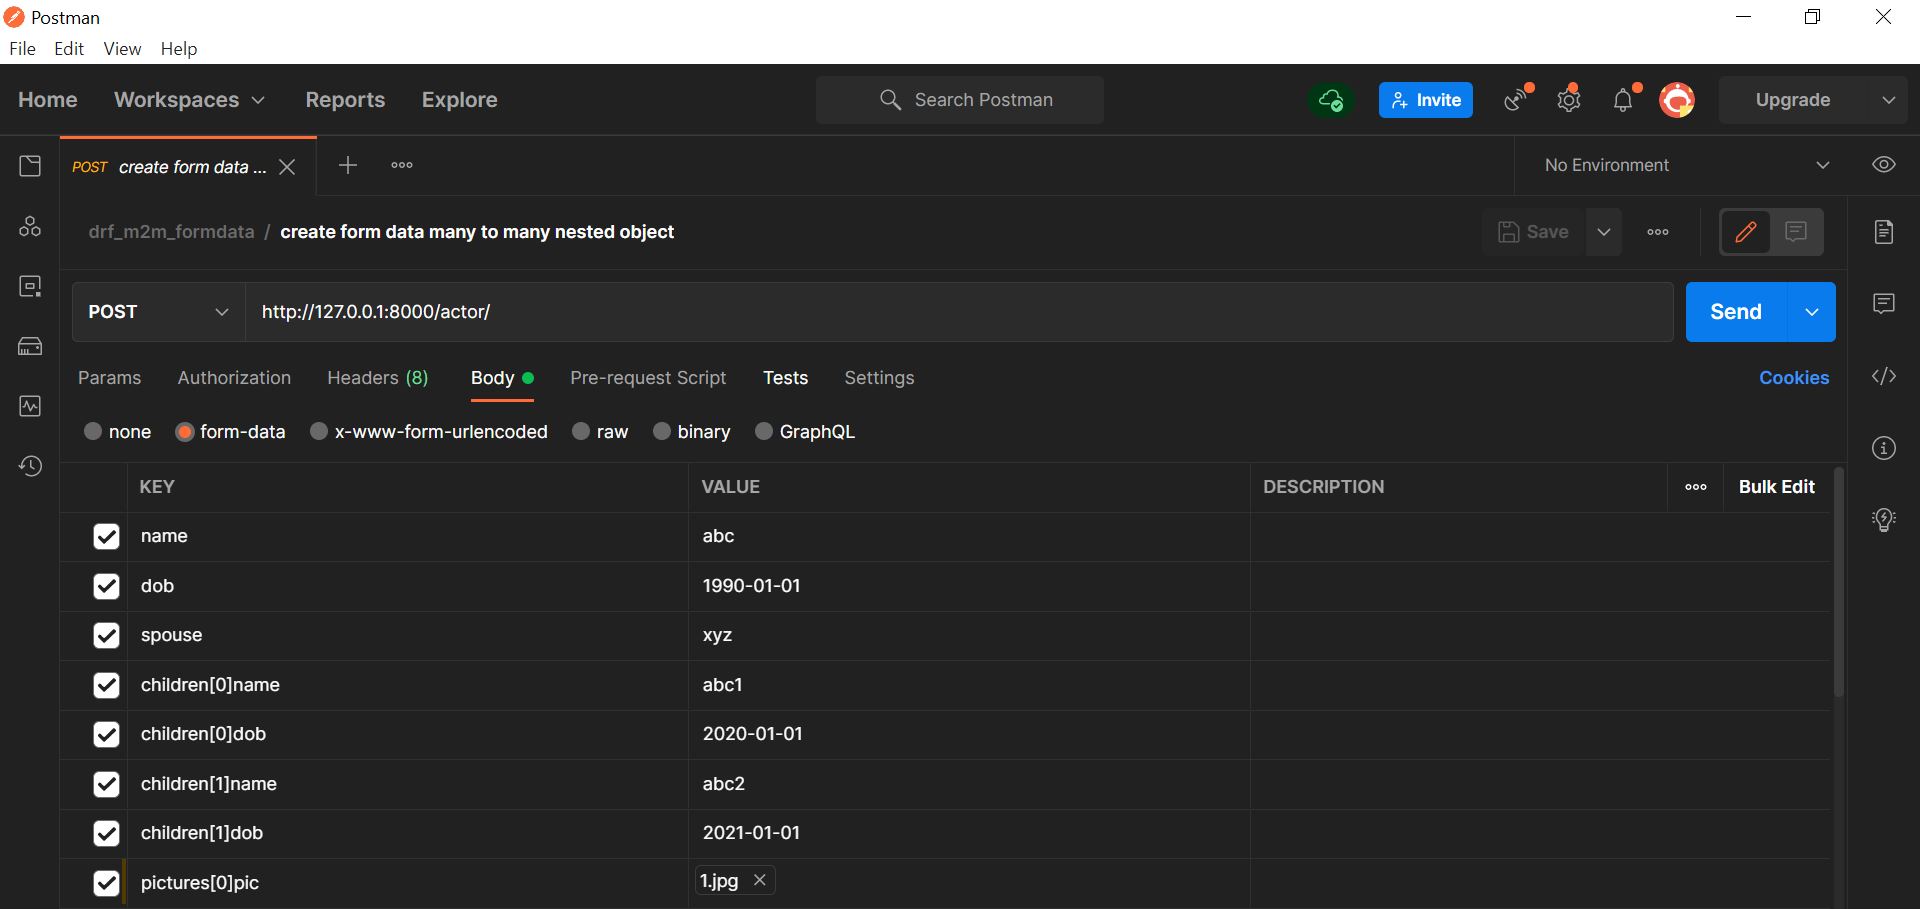 Postman
File Edit View Help
Home Workspaces Reports Explore Search Postman Invite Upgrade
POST create form data ... No Environment
drf_m2m_formdata / create form data many to many nested object Save
POST http://127.0.0.1:8000/actor/ Send
Params Authorization Headers (8) Body Pre-request Script Tests Settings Cookies
none form-data x-www-form-urlencoded raw binary GraphQL
KEY VALUE DESCRIPTION Bulk Edit
name abc
dob 1990-01-01
spouse xyz
children[0]name abc1
children[0]dob 2020-01-01
children[1]name abc2
children[1]dob 2021-01-01
pictures[0]pic 1.jpg